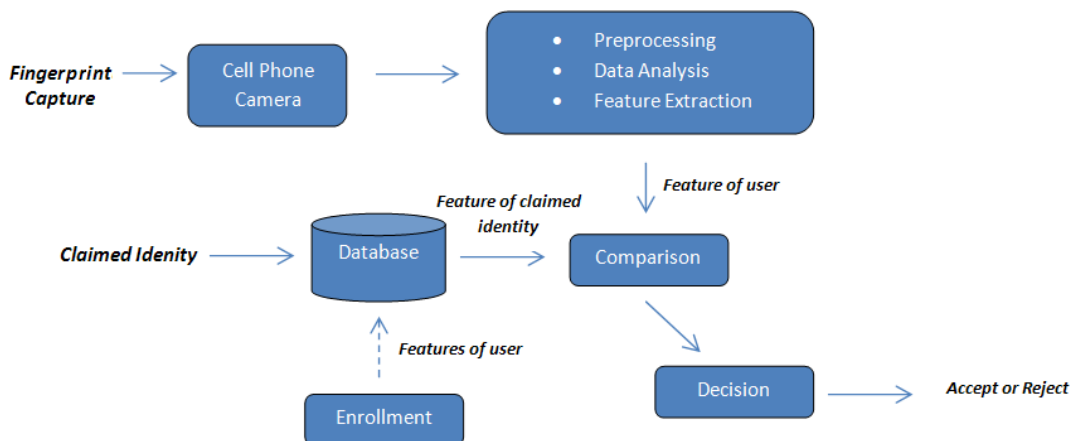 Fingerprint
Capture
Cell Phone
Camera
• Preprocessing
• Data Analysis
• Feature Extraction
Feature of user
Feature of claimed
identity
Claimed Idenity
Database
Comparison
Features of user
Enrollment
Decision
Accept or Reject